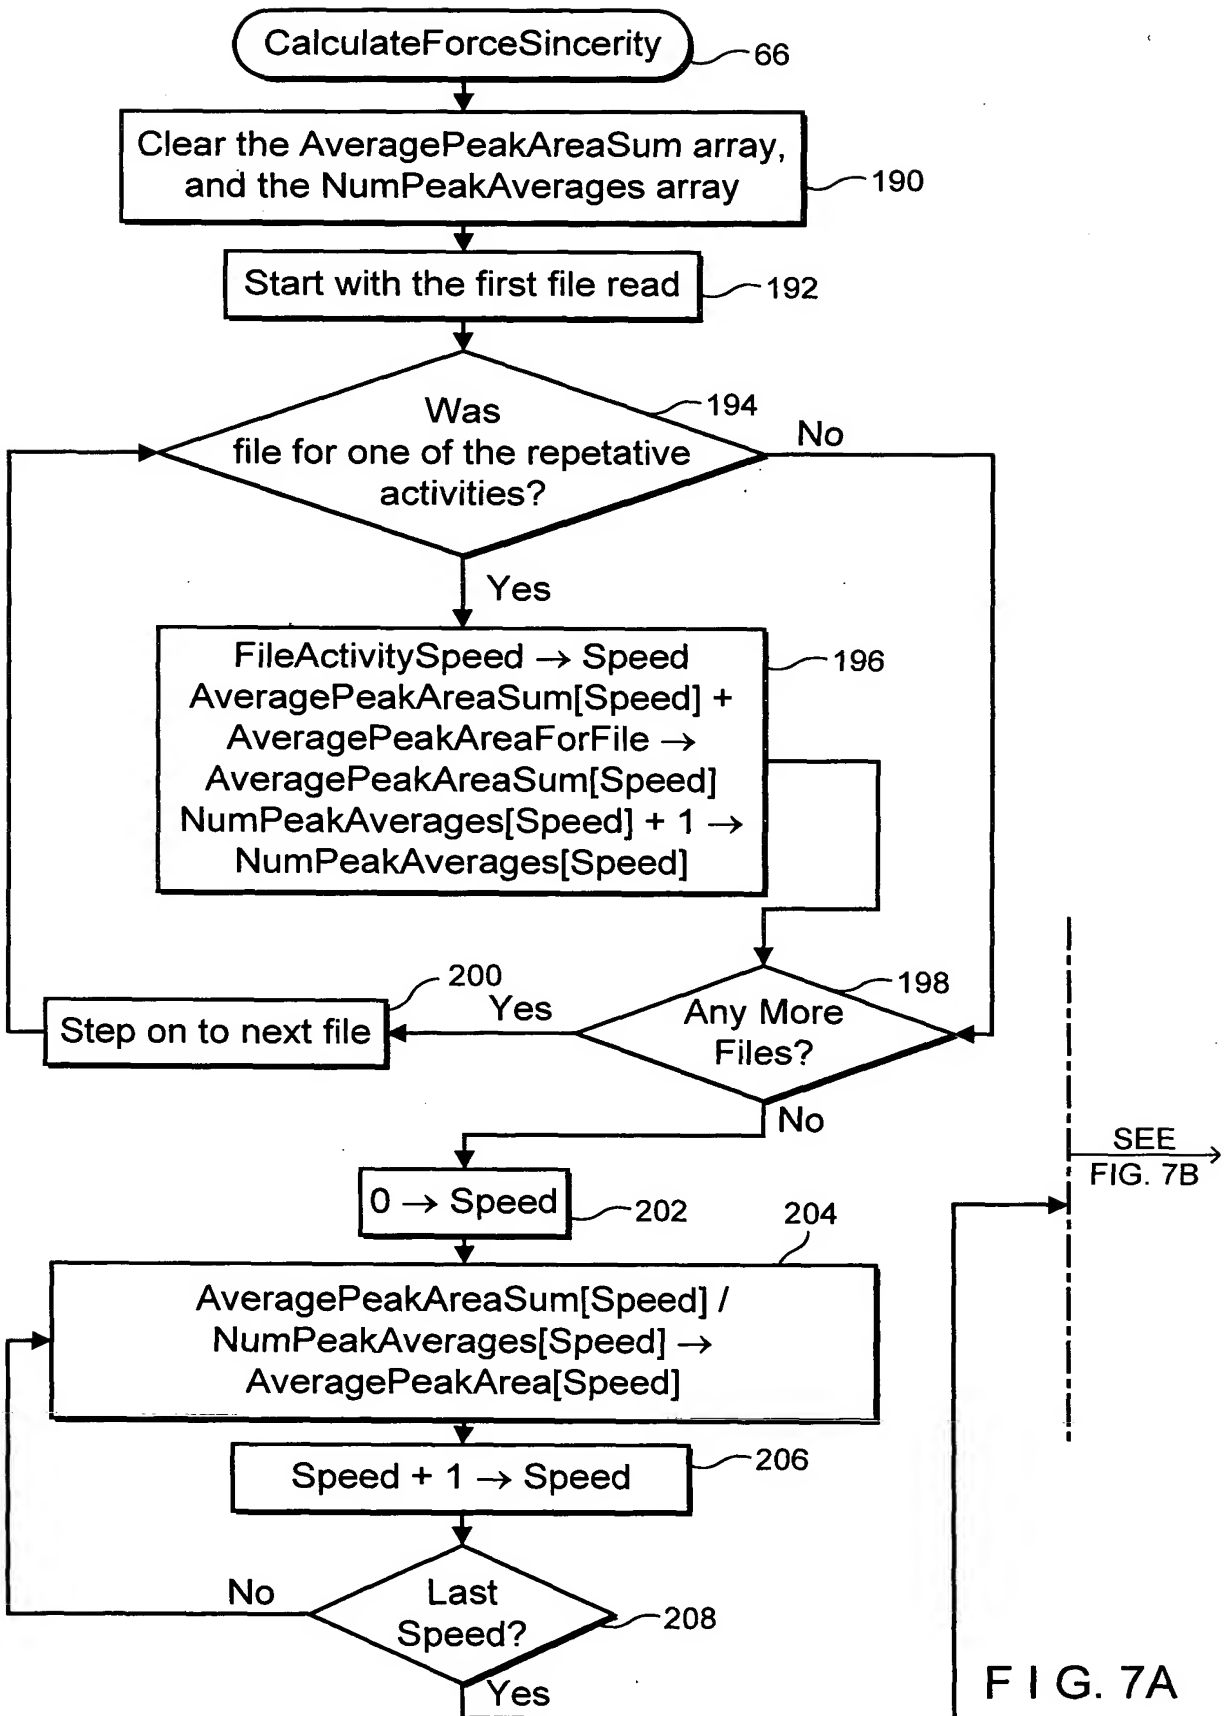 CalculateForceSincerity
66
Clear the AveragePeakAreaSum array,
and the NumPeakAverages array
190
Start with the first file read
192
Was
file for one of the repetative
activities?
194
No
Yes
FileActivitySpeed → Speed
AveragePeakAreaSum[Speed] +
AveragePeakAreaForFile →
AveragePeakAreaSum[Speed]
NumPeakAverages[Speed] + 1 →
NumPeakAverages[Speed]
196
Any More
Files?
198
Yes
200
Step on to next file
No
SEE
FIG. 7B
0 → Speed
202
204
AveragePeakAreaSum[Speed] /
NumPeakAverages[Speed] →
AveragePeakArea[Speed]
Speed + 1 → Speed
206
Last
Speed?
208
No
Yes
F I G. 7A